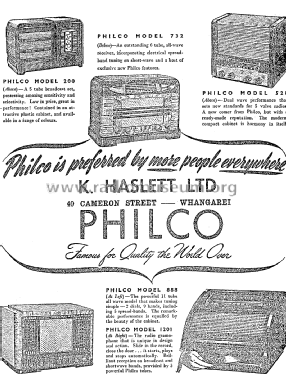 PHILCO MODEL 732
(Below)—An outstanding 6 tube, all-wave
receiver, incorporating electrical spread-
band tuning on short-wave and a host of
exclusive new Philco features.
PHILCO MODEL 200
(Above)—A 5 tube broadcast set,
possessing amazing sensitivity and
selectivity. Low in price, great in
performance! Contained in an at-
tractive plastic cabinet, and avail-
able in a range of colours.
PHILCO MODEL 521
(Above)—Dual wave performance the
sets new standards for 5 valve radios
A new comer from Philco, but with
ready-made reputation. The modern
compact cabinet is harmony in itself
Philco is preferred by more people everywhere
www.radiomuseum.org
K. HASLETT LTD.
40 CAMERON STREET — WHANGAREI
PHILCO
Famous for Quality the World Over
PHILCO MODEL 888
(At Left)—The powerful 11 tube
all wave model that makes tuning
simple—2 dials, 9 bands, includ-
ing 5 spread-bands. The remark-
able performance is equalled by
the beauty of the cabinet.
PHILCO MODEL 1201
(At Right)—The radio gramo-
phone that is unique in design
and action. Slide in the record,
close the door . . . it starts, plays
and stops automatically. Bril-
liant reception on broadcast and
shortwave bands, provided by 5
powerful Philco tubes.